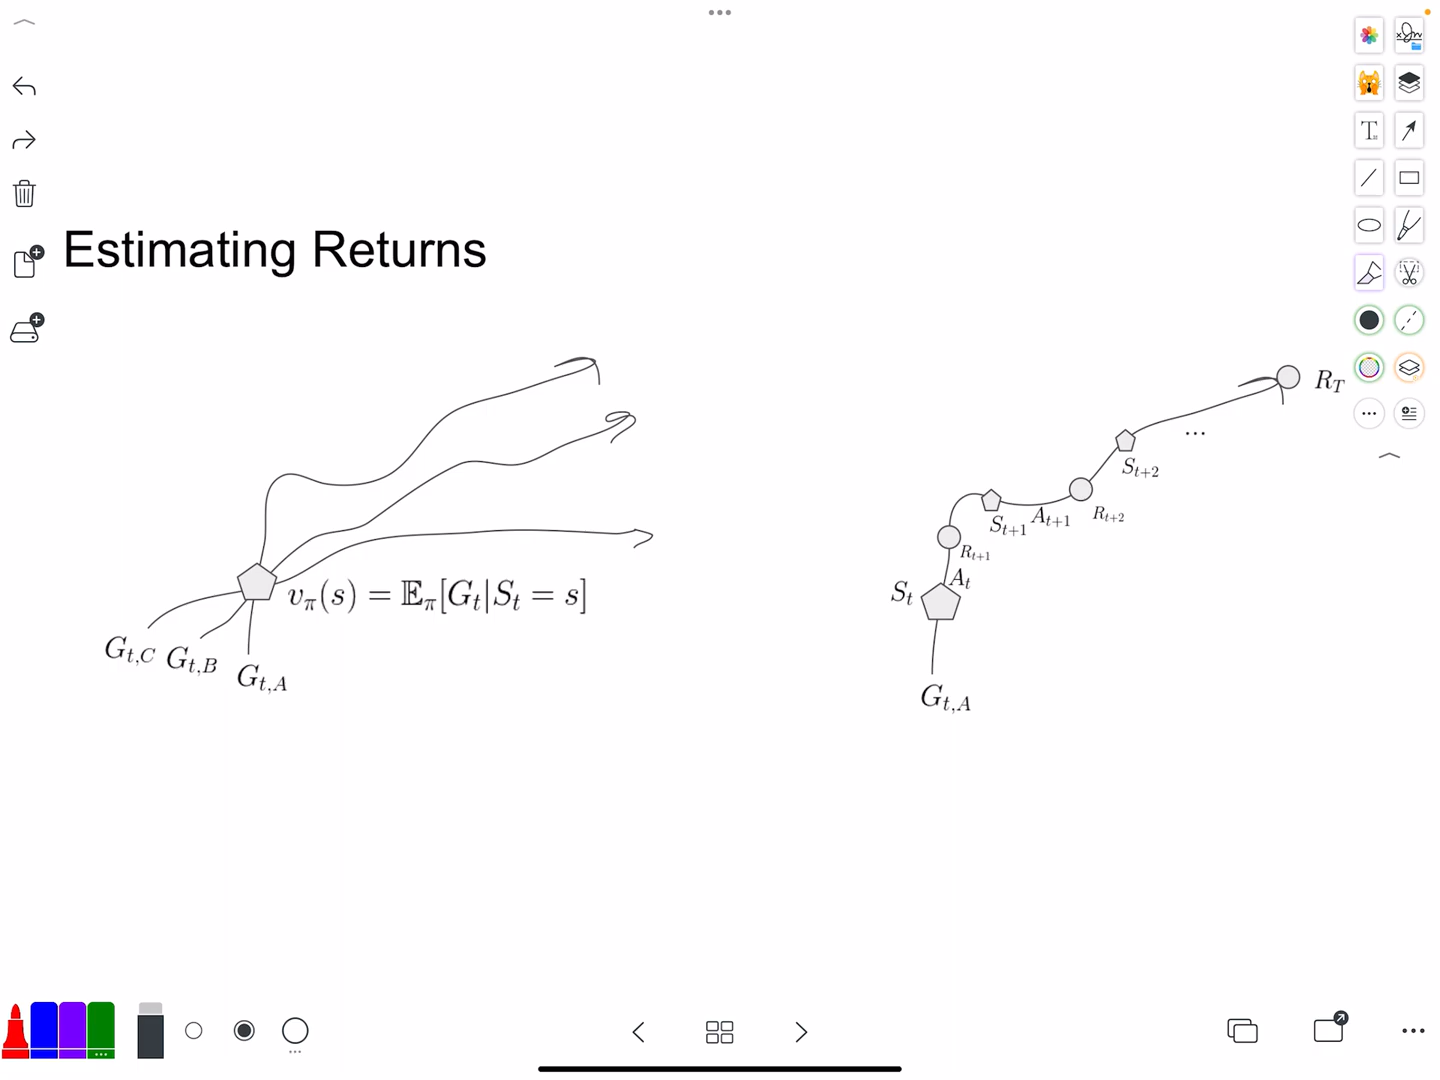 Estimating Returns
v_π(s) = 𝔼_π[G_t|S_t = s]
G_{t,C} G_{t,B} G_{t,A}
R_T
...
S_{t+2}
S_{t+1} A_{t+1} R_{t+2}
R_{t+1}
S_t A_t
G_{t,A}